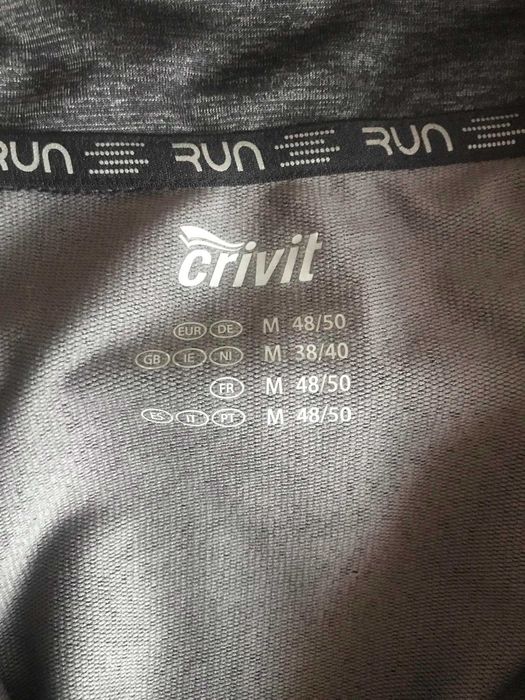 RUN RUN RUN
crivit
EUR DE M 48/50
GB IE NI M 38/40
FR M 48/50
ES IT PT M 48/50